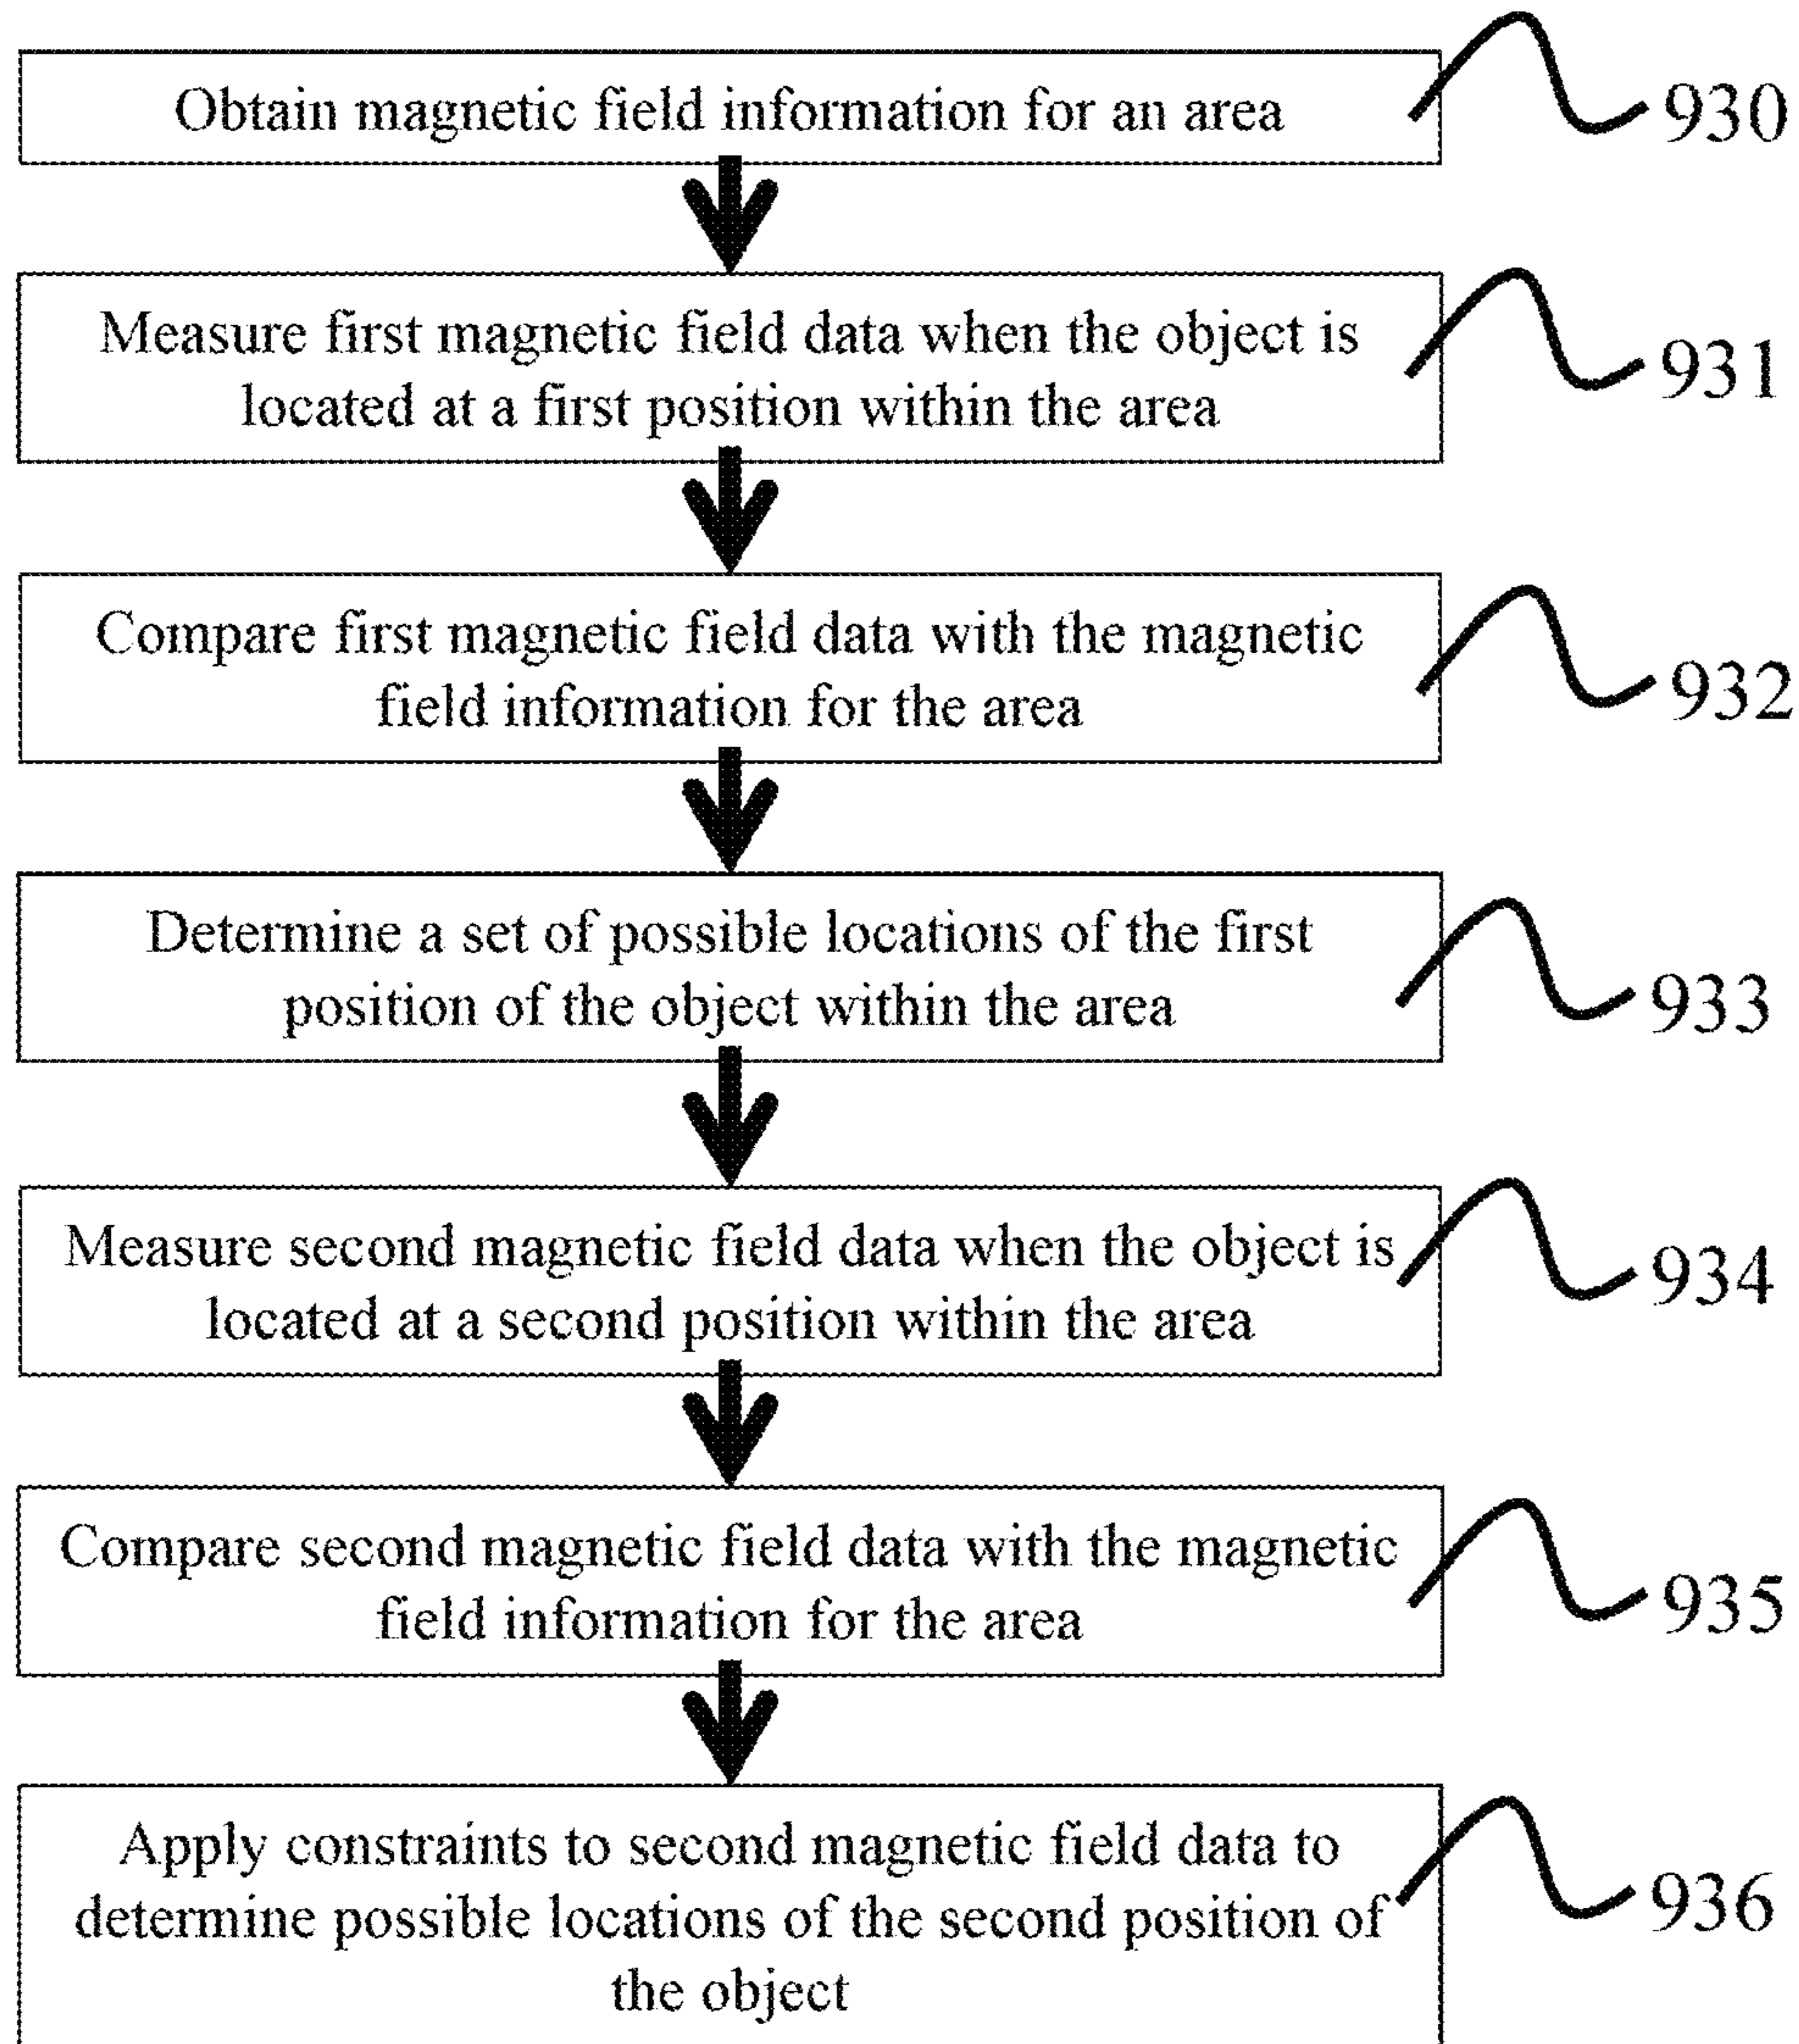 Obtain magnetic field information for an area
930
Measure first magnetic field data when the object is
located at a first position within the area
931
Compare first magnetic field data with the magnetic
field information for the area
932
Determine a set of possible locations of the first
position of the object within the area
933
Measure second magnetic field data when the object is
located at a second position within the area
934
Compare second magnetic field data with the magnetic
field information for the area
935
Apply constraints to second magnetic field data to
determine possible locations of the second position of
the object
936